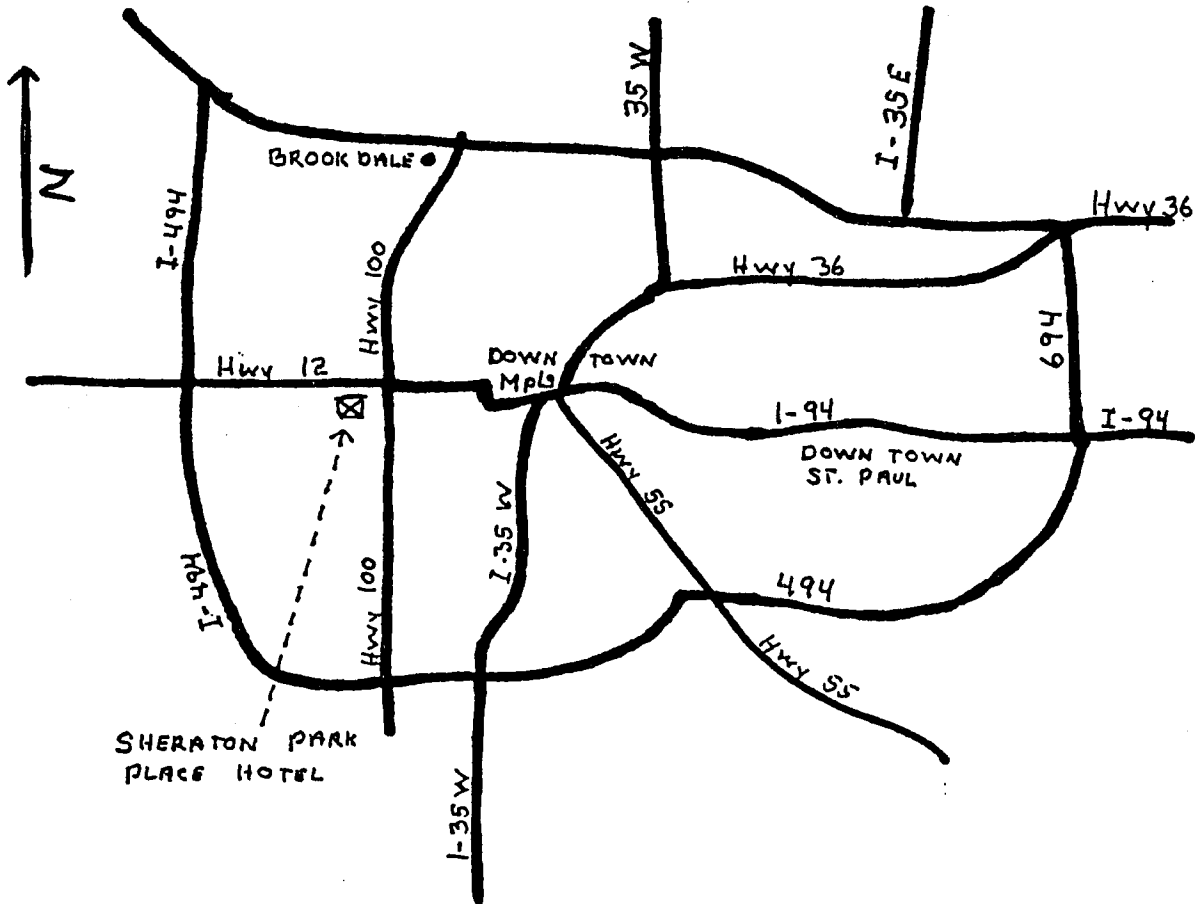 35 W
I-35E
BROOKDALE
N
I-494
Hwy 36
Hwy 100
Hwy 36
694
Hwy 12
DOWN TOWN
Mpls
I-94
I-94
DOWN TOWN
ST. PAUL
Hwy 55
I-35 W
I-494
Hwy 100
494
Hwy 55
SHERATON PARK
PLACE HOTEL
I-35W